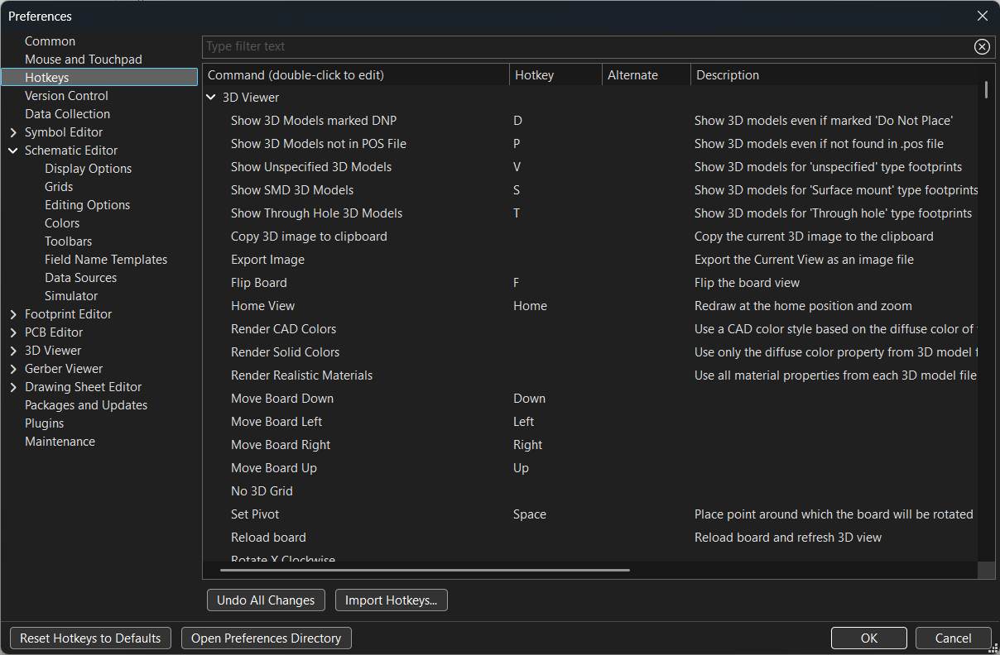 Preferences
Common
Mouse and Touchpad
Hotkeys
Version Control
Data Collection
Symbol Editor
Schematic Editor
Display Options
Grids
Editing Options
Colors
Toolbars
Field Name Templates
Data Sources
Simulator
Footprint Editor
PCB Editor
3D Viewer
Gerber Viewer
Drawing Sheet Editor
Packages and Updates
Plugins
Maintenance
Type filter text
Command (double-click to edit) Hotkey Alternate Description
3D Viewer
Show 3D Models marked DNP D Show 3D models even if marked 'Do Not Place'
Show 3D Models not in POS File P Show 3D models even if not found in .pos file
Show Unspecified 3D Models V Show 3D models for 'unspecified' type footprints
Show SMD 3D Models S Show 3D models for 'Surface mount' type footprints
Show Through Hole 3D Models T Show 3D models for 'Through hole' type footprints
Copy 3D image to clipboard Copy the current 3D image to the clipboard
Export Image Export the Current View as an image file
Flip Board F Flip the board view
Home View Home Redraw at the home position and zoom
Render CAD Colors Use a CAD color style based on the diffuse color of
Render Solid Colors Use only the diffuse color property from 3D model
Render Realistic Materials Use all material properties from each 3D model file
Move Board Down Down
Move Board Left Left
Move Board Right Right
Move Board Up Up
No 3D Grid
Set Pivot Space Place point around which the board will be rotated
Reload board Reload board and refresh 3D view
Rotate X Clockwise
Undo All Changes Import Hotkeys...
Reset Hotkeys to Defaults Open Preferences Directory OK Cancel